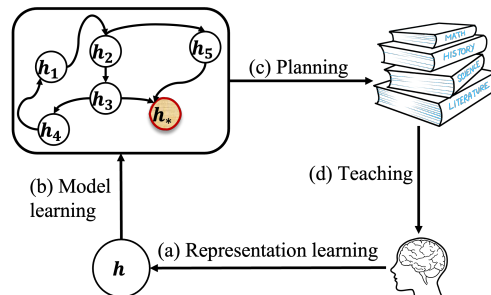 h₁
h₂
h₅
h₃
h₄
h*
(c) Planning
MATH
HISTORY
SCIENCE
LITERATURE
(b) Model
learning
(d) Teaching
h
(a) Representation learning